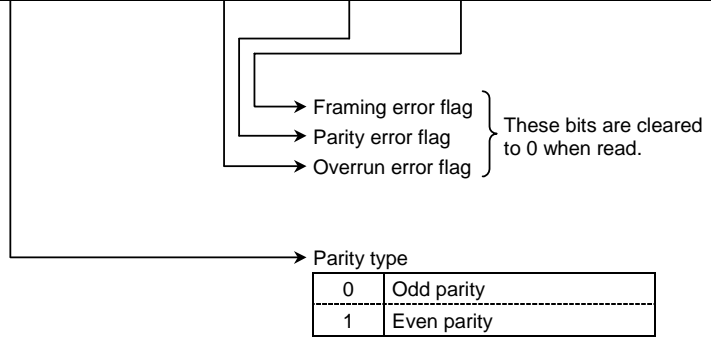 Framing error flag
Parity error flag
Overrun error flag
These bits are cleared
to 0 when read.
Parity type
0 Odd parity
1 Even parity